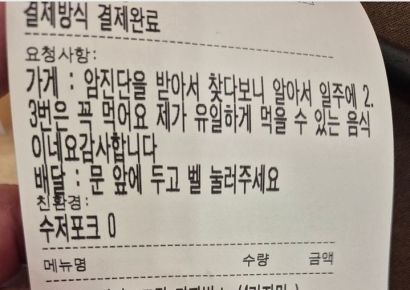 결제방식 결제완료
요청사항:
가게 : 암진단을 받아서 찾다보니 알아서 일주에 2.
3번은 꼭 먹어요 제가 유일하게 먹을 수 있는 음식
이네요감사합니다
배달 : 문 앞에 두고 벨 눌러주세요
친환경:
수저포크 0
메뉴명 수량 금액